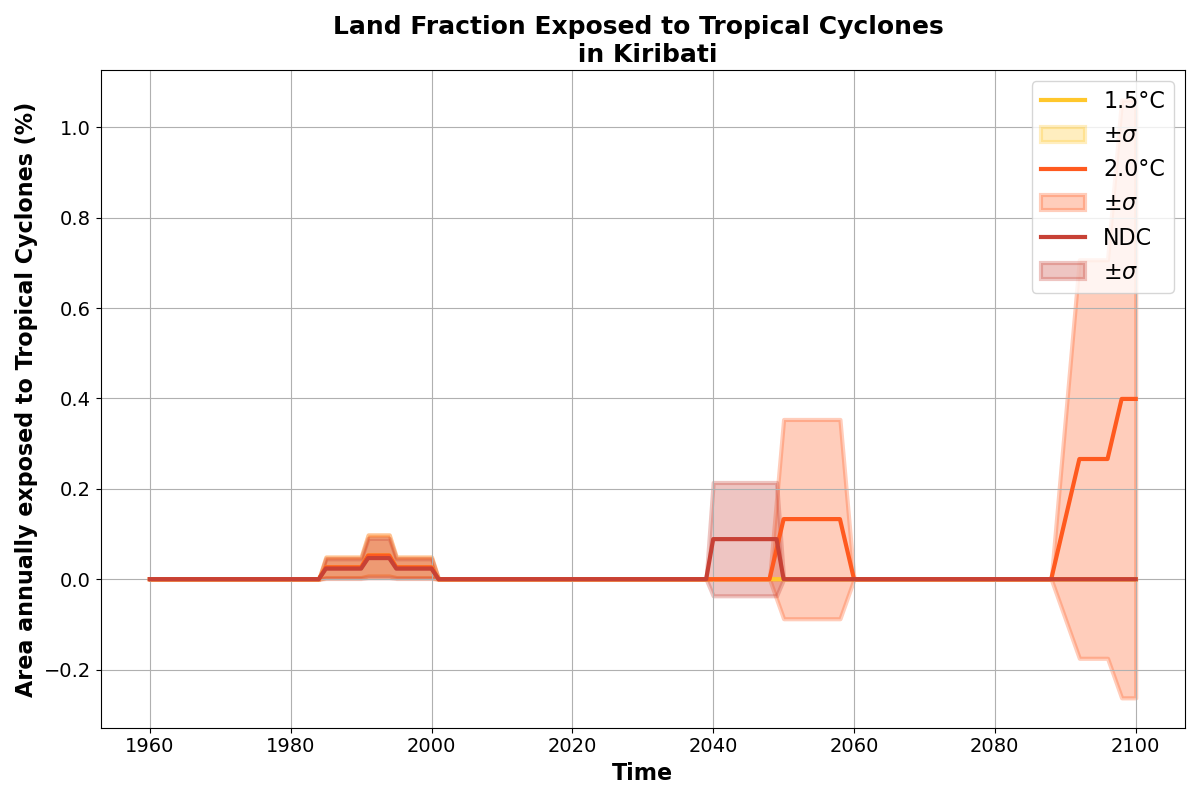 Land Fraction Exposed to Tropical Cyclones
in Kiribati
Area annually exposed to Tropical Cyclones (%)
1.0
0.8
0.6
0.4
0.2
0.0
−0.2
1960
1980
2000
2020
2040
2060
2080
2100
Time
1.5°C
±σ
2.0°C
±σ
NDC
±σ